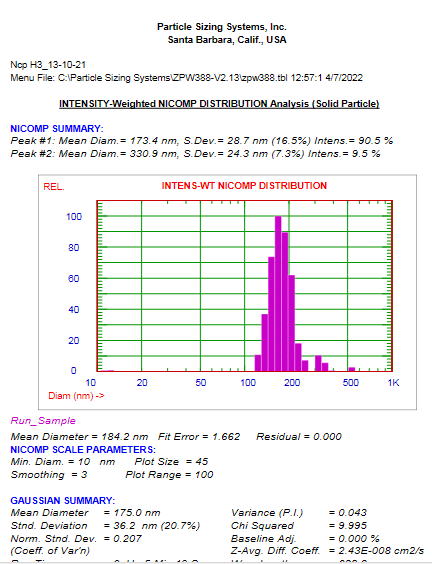 Particle Sizing Systems, Inc.
Santa Barbara, Calif., USA
Ncp H3_13-10-21
Menu File: C:\Particle Sizing Systems\ZPW388-V2.13\zpw388.tbl 12:57:1 4/7/2022
INTENSITY-Weighted NICOMP DISTRIBUTION Analysis (Solid Particle)
NICOMP SUMMARY:
Peak #1: Mean Diam.= 173.4 nm, S.Dev.= 28.7 nm (16.5%) Intens.= 90.5 %
Peak #2: Mean Diam.= 330.9 nm, S.Dev.= 24.3 nm (7.3%) Intens.= 9.5 %
REL. INTENS-WT NICOMP DISTRIBUTION
100
80
60
40
20
0
10 20 50 100 200 500 1K
Diam (nm) ->
Run_Sample
Mean Diameter = 184.2 nm Fit Error = 1.662 Residual = 0.000
NICOMP SCALE PARAMETERS:
Min. Diam. = 10 nm Plot Size = 45
Smoothing = 3 Plot Range = 100
GAUSSIAN SUMMARY:
Mean Diameter = 175.0 nm Variance (P.I.) = 0.043
Stnd. Deviation = 36.2 nm (20.7%) Chi Squared = 9.995
Norm. Stnd. Dev. = 0.207 Baseline Adj. = 0.000 %
(Coeff. of Var'n) Z-Avg. Diff. Coeff. = 2.43E-008 cm2/s